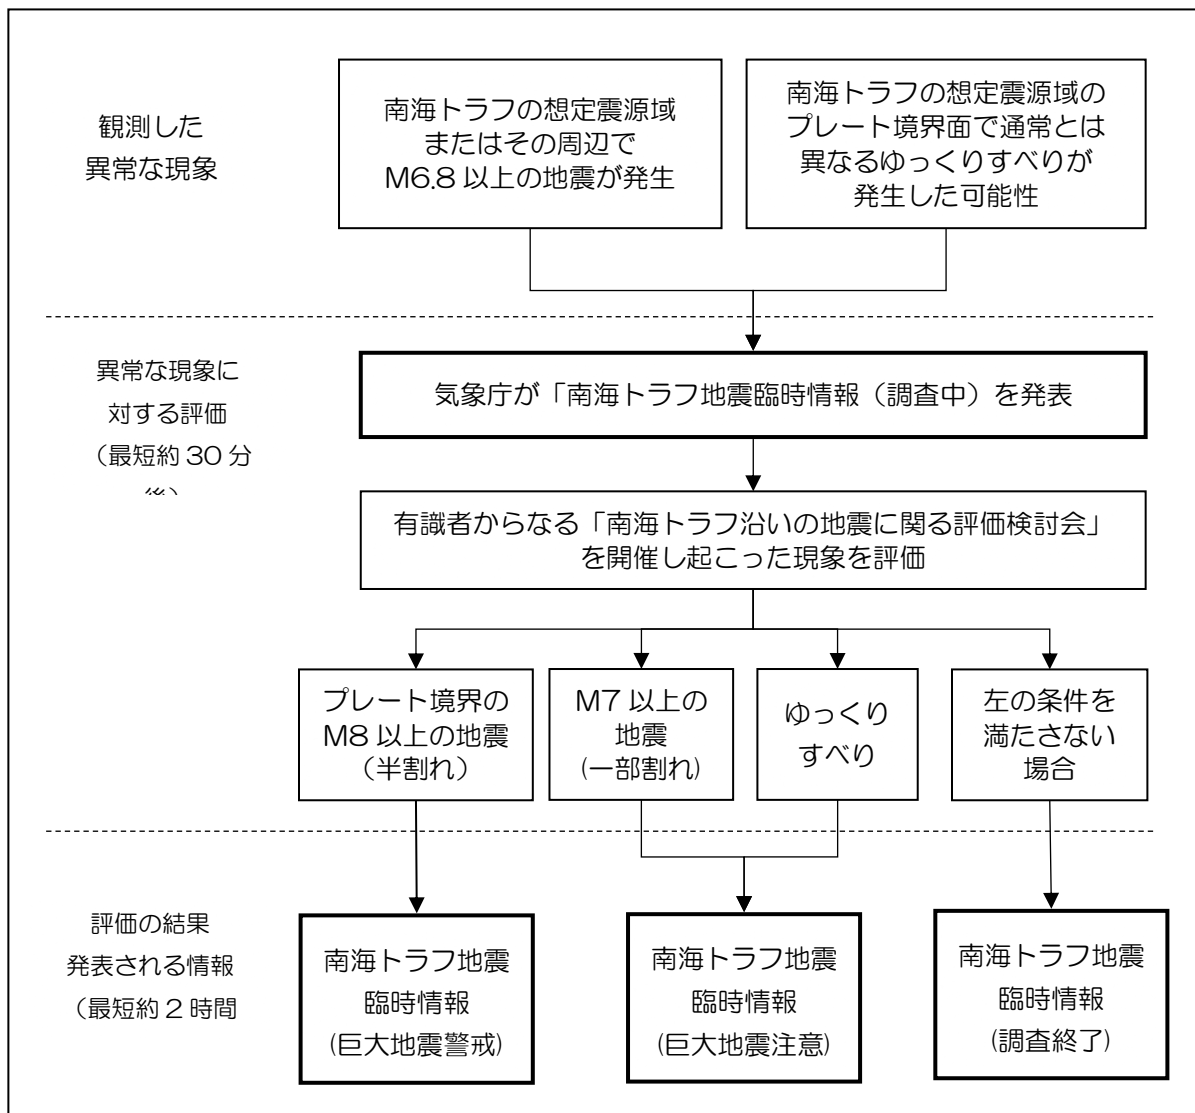 観測した
異常な現象
南海トラフの想定震源域
またはその周辺で
M6.8 以上の地震が発生
南海トラフの想定震源域の
プレート境界面で通常とは
異なるゆっくりすべりが
発生した可能性
異常な現象に
対する評価
（最短約 30 分
気象庁が「南海トラフ地震臨時情報（調査中）を発表
有識者からなる「南海トラフ沿いの地震に関る評価検討会」
を開催し起こった現象を評価
プレート境界の
M8 以上の地震
（半割れ）
M7 以上の
地震
(一部割れ)
ゆっくり
すべり
左の条件を
満たさない
場合
評価の結果
発表される情報
（最短約 2 時間
南海トラフ地震
臨時情報
(巨大地震警戒)
南海トラフ地震
臨時情報
(巨大地震注意)
南海トラフ地震
臨時情報
(調査終了)